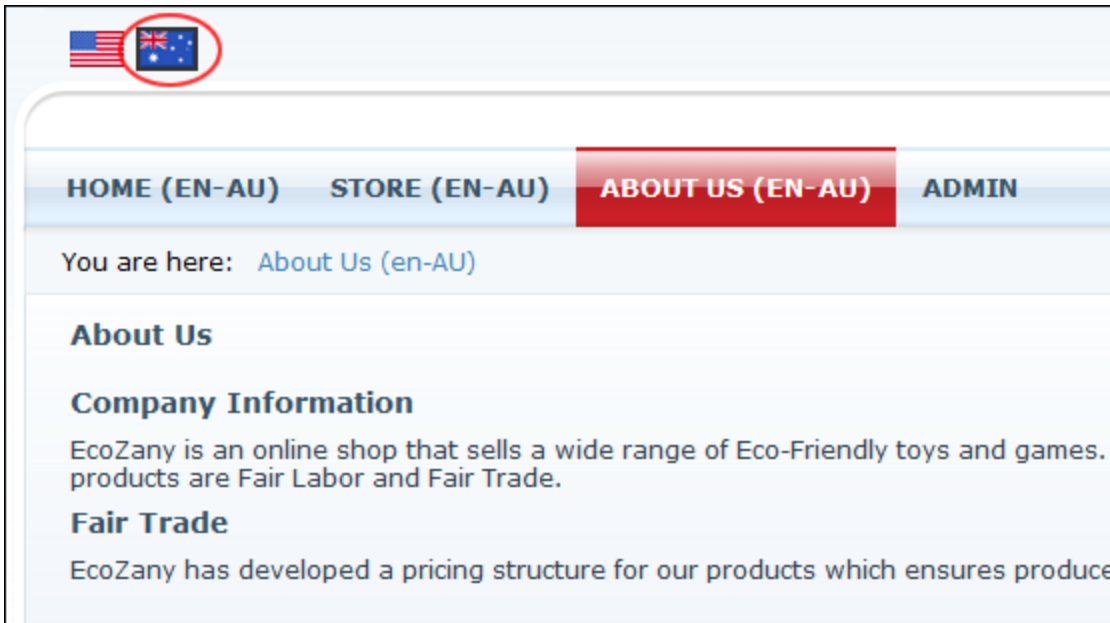 HOME (EN-AU) STORE (EN-AU) ABOUT US (EN-AU) ADMIN
You are here: About Us (en-AU)
About Us
Company Information
EcoZany is an online shop that sells a wide range of Eco-Friendly toys and games.
products are Fair Labor and Fair Trade.
Fair Trade
EcoZany has developed a pricing structure for our products which ensures produce